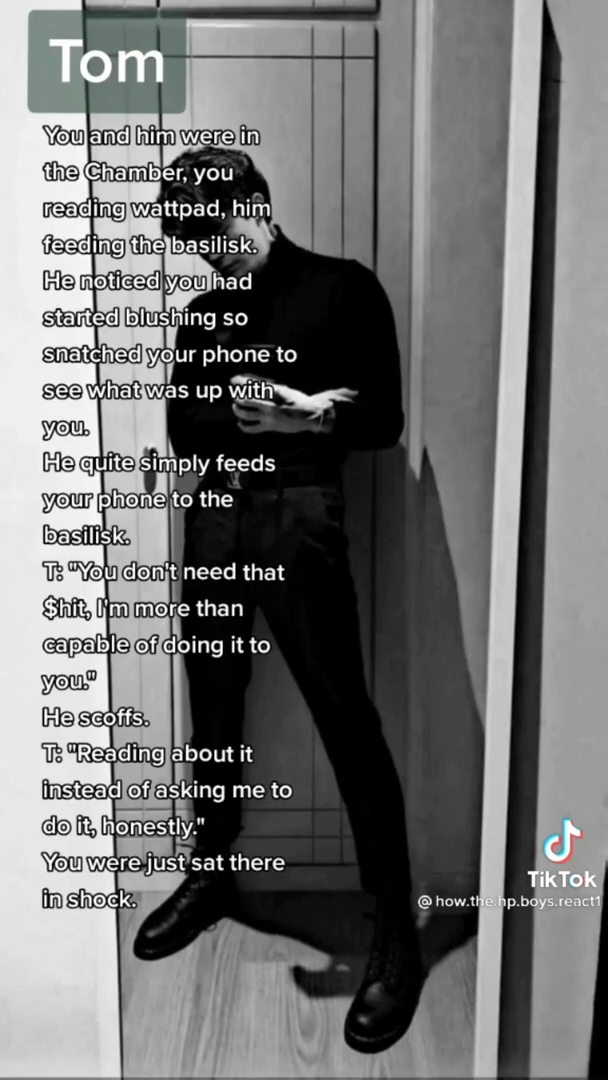 Tom
You and him were in
the Chamber, you
reading wattpad, him
feeding the basilisk.
He noticed you had
started blushing so
snatched your phone to
see what was up with
you.
He quite simply feeds
your phone to the
basilisk.
T: "You don't need that
$hit, I'm more than
capable of doing it to
you."
He scoffs.
T: "Reading about it
instead of asking me to
do it, honestly."
You were just sat there
in shock.
TikTok
@how.the.hp.boys.react1